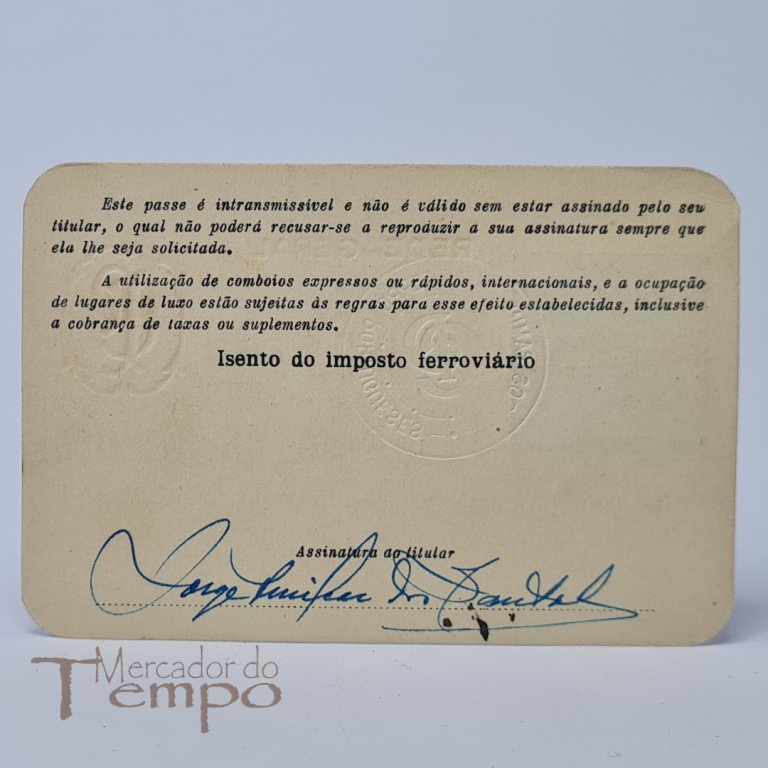 Este passe é intransmissível e não é válido sem estar assinado pelo seu
titular, o qual não poderá recusar-se a reproduzir a sua assinatura sempre que
ela lhe seja solicitada.
A utilização de comboios expressos ou rápidos, internacionais, e a ocupação
de lugares de luxo estão sujeitas às regras para esse efeito estabelecidas, inclusive
a cobrança de taxas ou suplementos.
Isento do imposto ferroviário
Assinatura do titular
Jorge
Mercador do
Tempo